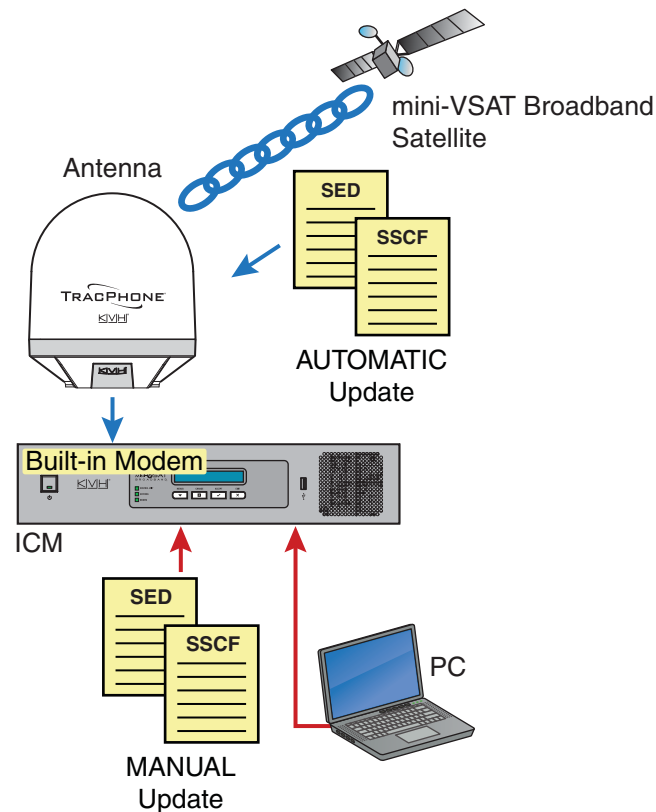 mini-VSAT Broadband
Satellite
Antenna
SED
SSCF
TRACPHONE
KVH
KVH
AUTOMATIC
Update
Built-in Modem
KVH
BROADBAND
ICM
SED
SSCF
PC
MANUAL
Update